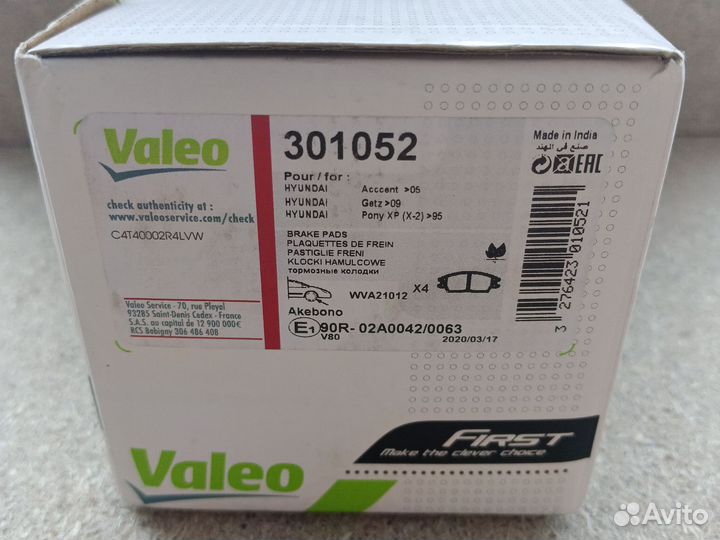 Valeo
check authenticity at :
www.valeoservice.com/check
C4T40002R4LVW
Valeo Service - 70, rue Pleyel
93285 Saint-Denis Cedex - France
S.A.S. au capital de 12 900 000€
RCS Bobigny 306 486 408
301052
Pour / for :
HYUNDAI Acccent >05
HYUNDAI Getz >09
HYUNDAI Pony XP (X-2) >95
BRAKE PADS
PLAQUETTES DE FREIN
PASTIGLIE FRENI
KLOCKI HAMULCOWE
тормозные колодки
WVA21012 X4
Akebono
E1 90R- 02A0042/0063
V80 2020/03/17
Made in India
صنع في الهند
EAC
3 276423 010521
FIRST
Make the clever choice
Valeo
Avito